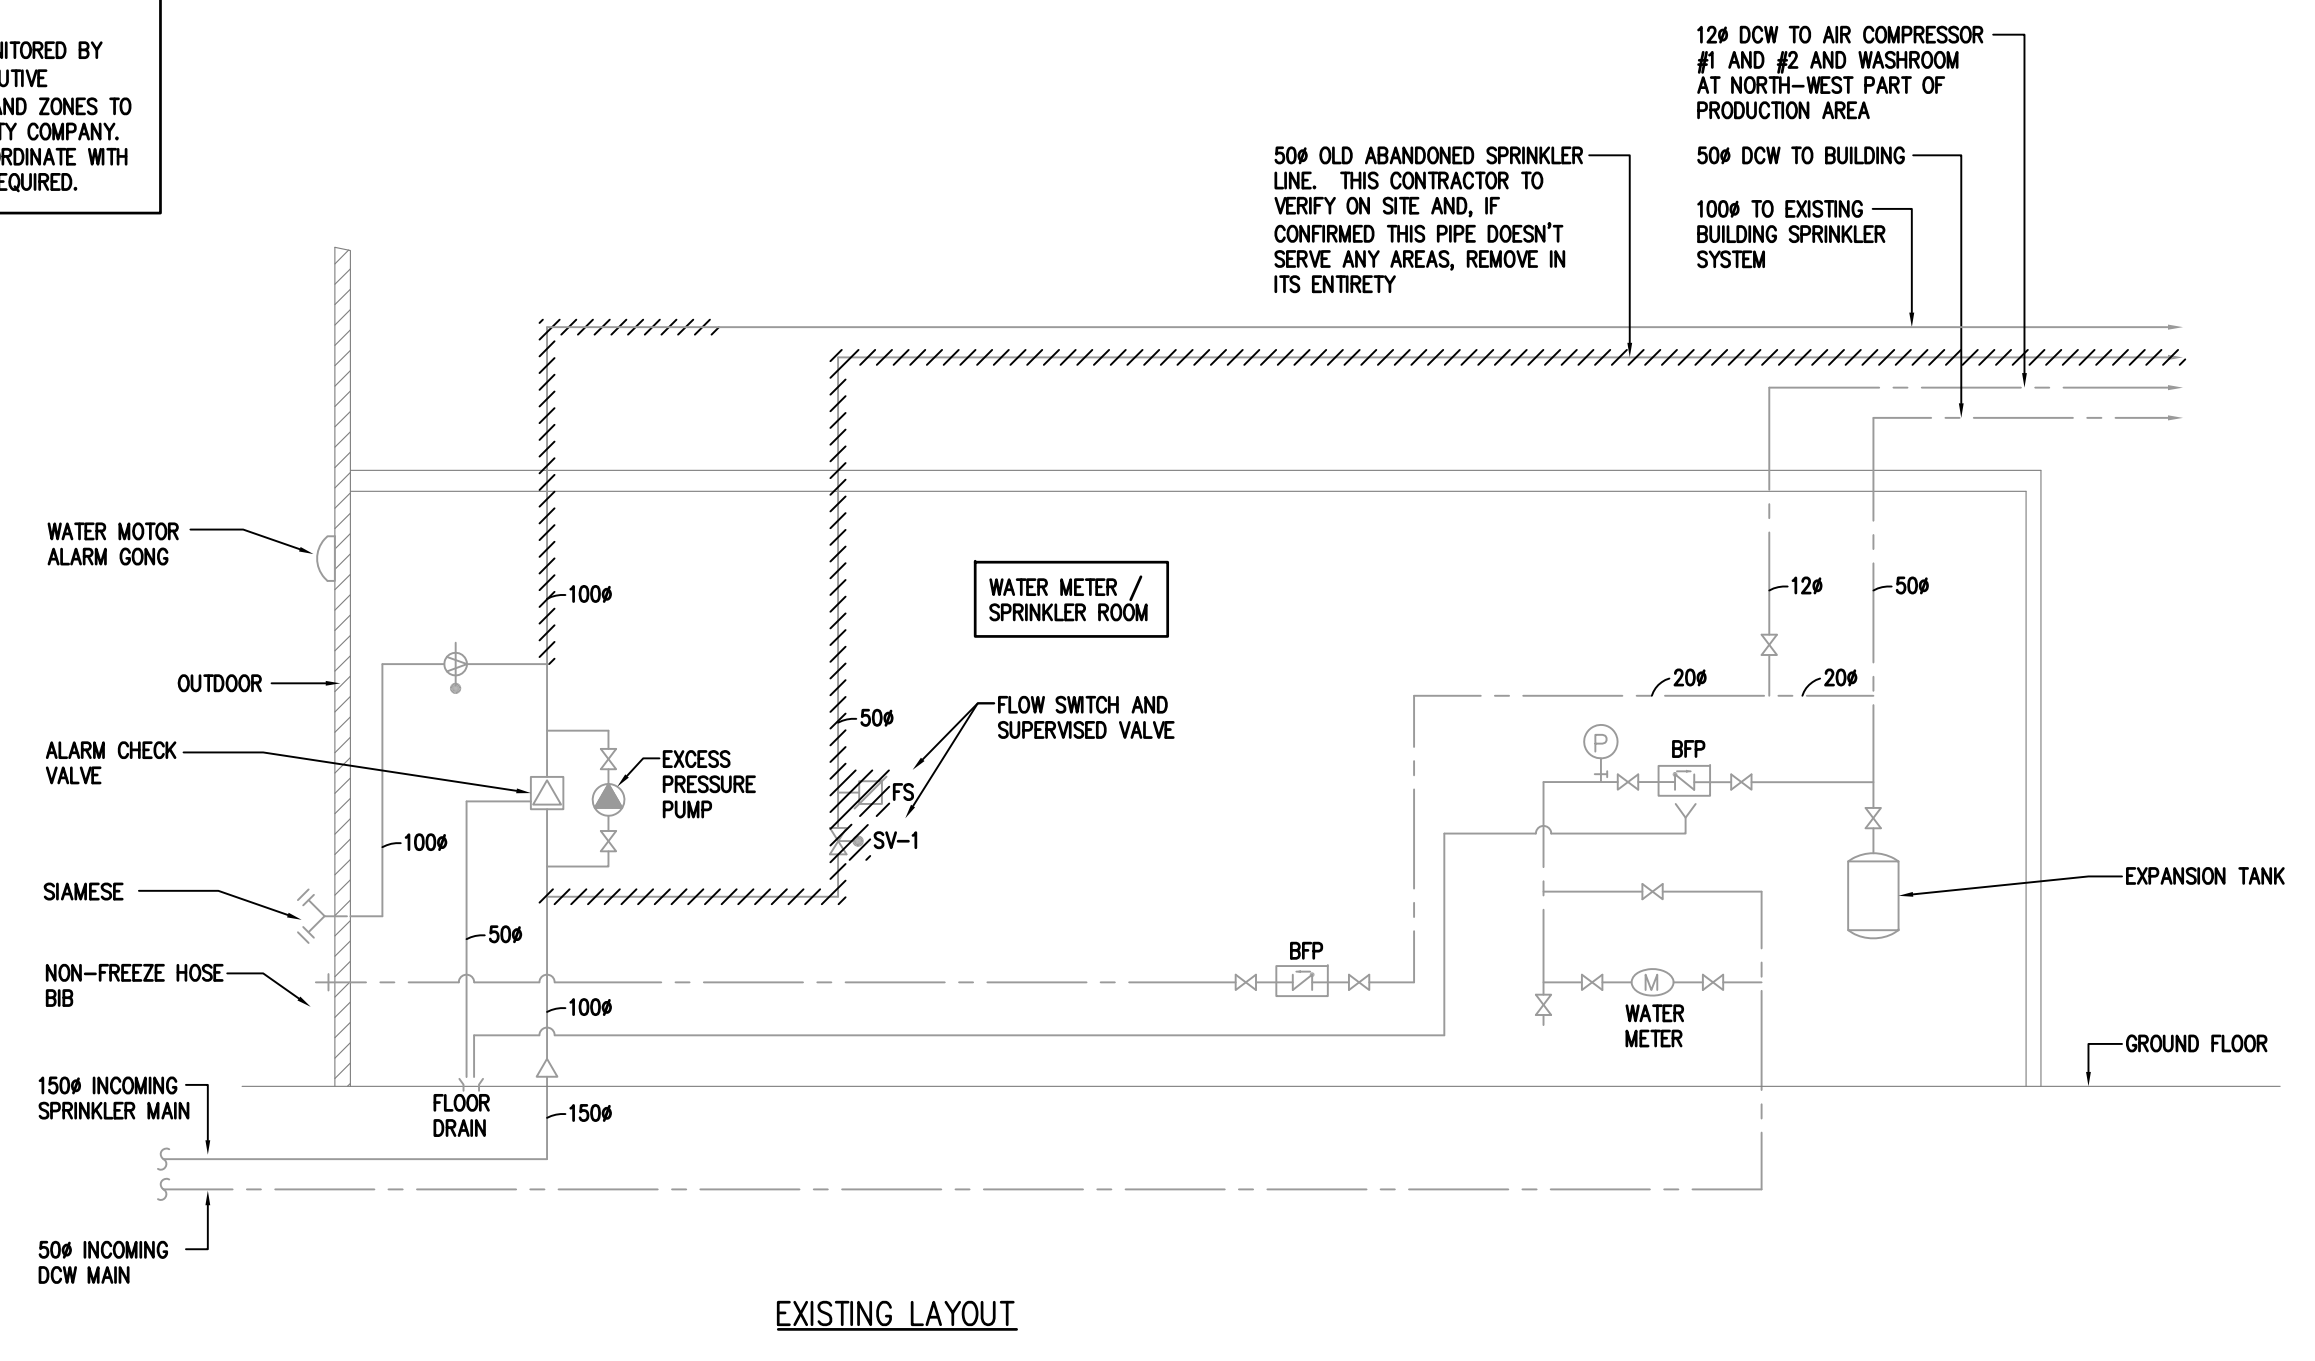 BY
AND ZONES TO
COMPANY.
WITH
12ø DCW TO AIR COMPRESSOR
#1 AND #2 AND WASHROOM
AT NORTH-WEST PART OF
PRODUCTION AREA
50ø OLD ABANDONED SPRINKLER
LINE. THIS CONTRACTOR TO
VERIFY ON SITE AND, IF
CONFIRMED THIS PIPE DOESN'T
SERVE ANY AREAS, REMOVE IN
ITS ENTIRETY
50ø DCW TO BUILDING
100ø TO EXISTING
BUILDING SPRINKLER
SYSTEM
WATER MOTOR
ALARM GONG
100ø
WATER METER /
SPRINKLER ROOM
12ø
50ø
OUTDOOR
20ø
20ø
FLOW SWITCH AND
SUPERVISED VALVE
50ø
ALARM CHECK
VALVE
EXCESS
PRESSURE
PUMP
P
BFP
FS
SV-1
100ø
SIAMESE
EXPANSION TANK
50ø
BFP
NON-FREEZE HOSE
BIB
100ø
M
WATER
METER
GROUND FLOOR
150ø INCOMING
SPRINKLER MAIN
FLOOR
DRAIN
150ø
50ø INCOMING
DCW MAIN
EXISTING LAYOUT